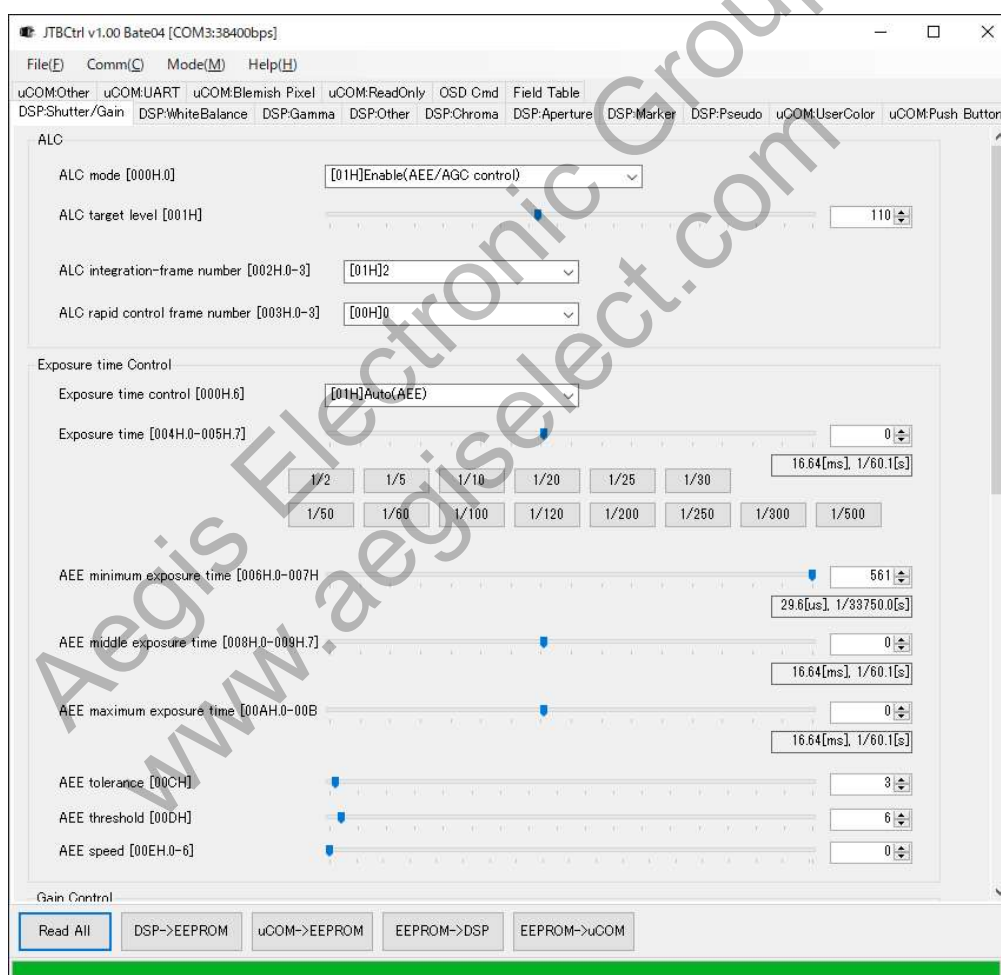 JTBCtrl v1.00 Bate04 [COM3:38400bps]
File(F) Comm(C) Mode(M) Help(H)
uCOM:Other uCOM:UART uCOM:Blemish Pixel uCOM:ReadOnly OSD Cmd Field Table
DSP:Shutter/Gain DSP:WhiteBalance DSP:Gamma DSP:Other DSP:Chroma DSP:Aperture DSP:Marker DSP:Pseudo uCOM:UserColor uCOM:Push Button
ALC
ALC mode [000H.0] [01H]Enable(AEE/AGC control)
ALC target level [001H] 110
ALC integration-frame number [002H.0-3] [01H]2
ALC rapid control frame number [003H.0-3] [00H]0
Exposure time Control
Exposure time control [000H.6] [01H]Auto(AEE)
Exposure time [004H.0-005H.7] 0
16.64[ms], 1/60.1[s]
1/2 1/5 1/10 1/20 1/25 1/30
1/50 1/60 1/100 1/120 1/200 1/250 1/300 1/500
AEE minimum exposure time [006H.0-007H 561
29.6[us], 1/33750.0[s]
AEE middle exposure time [008H.0-009H.7] 0
16.64[ms], 1/60.1[s]
AEE maximum exposure time [00AH.0-00B 0
16.64[ms], 1/60.1[s]
AEE tolerance [00CH] 3
AEE threshold [00DH] 6
AEE speed [00EH.0-6] 0
Gain Control
Read All DSP->EEPROM uCOM->EEPROM EEPROM->DSP EEPROM->uCOM
Aegis Electronic Group
www.aegiselect.com